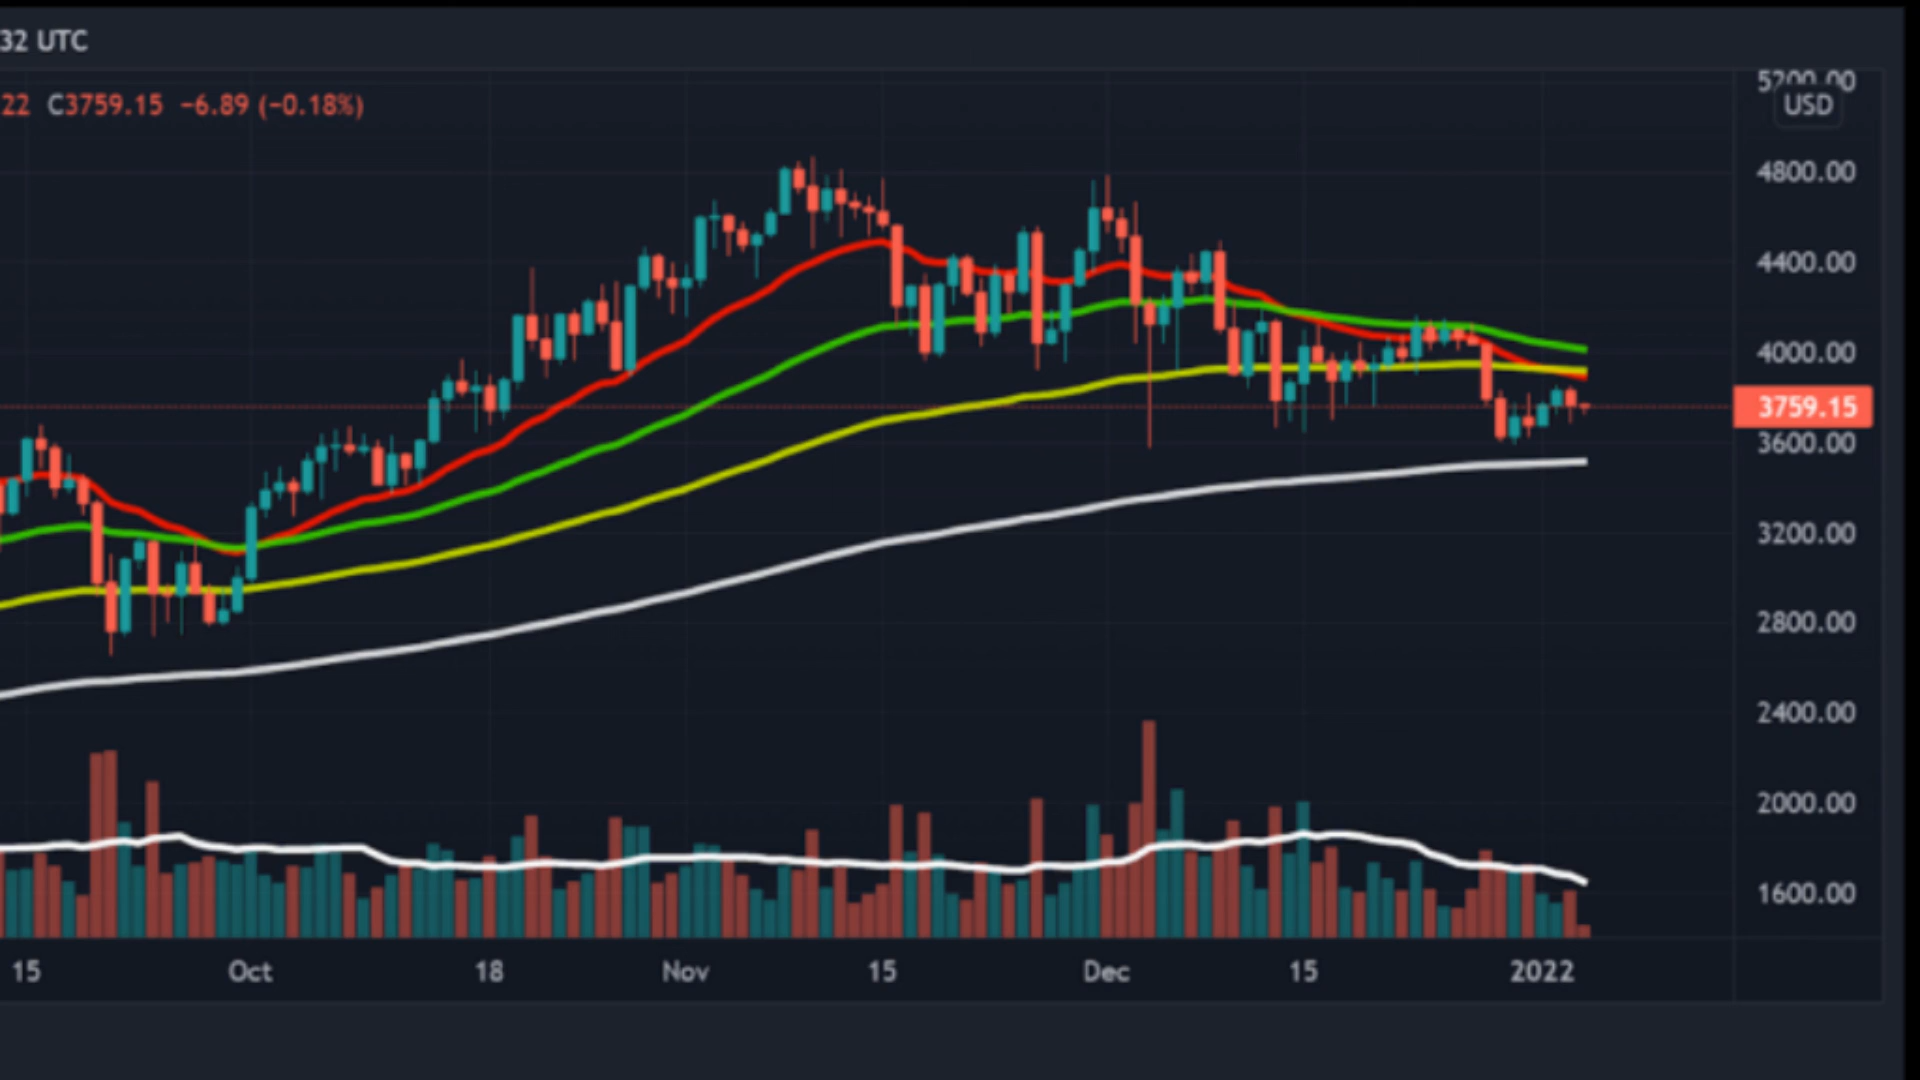 32 UTC
22 C3759.15 −6.89 (−0.18%)
5200.00
USD
4800.00
4400.00
4000.00
3759.15
3600.00
3200.00
2800.00
2400.00
2000.00
1600.00
15 Oct 18 Nov 15 Dec 15 2022